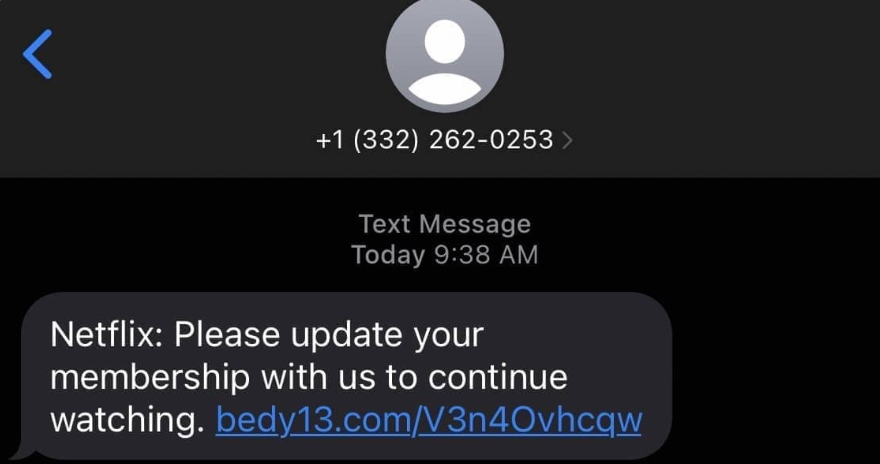 +1 (332) 262-0253
Text Message
Today 9:38 AM
Netflix: Please update your
membership with us to continue
watching. bedy13.com/V3n4Ovhcqw